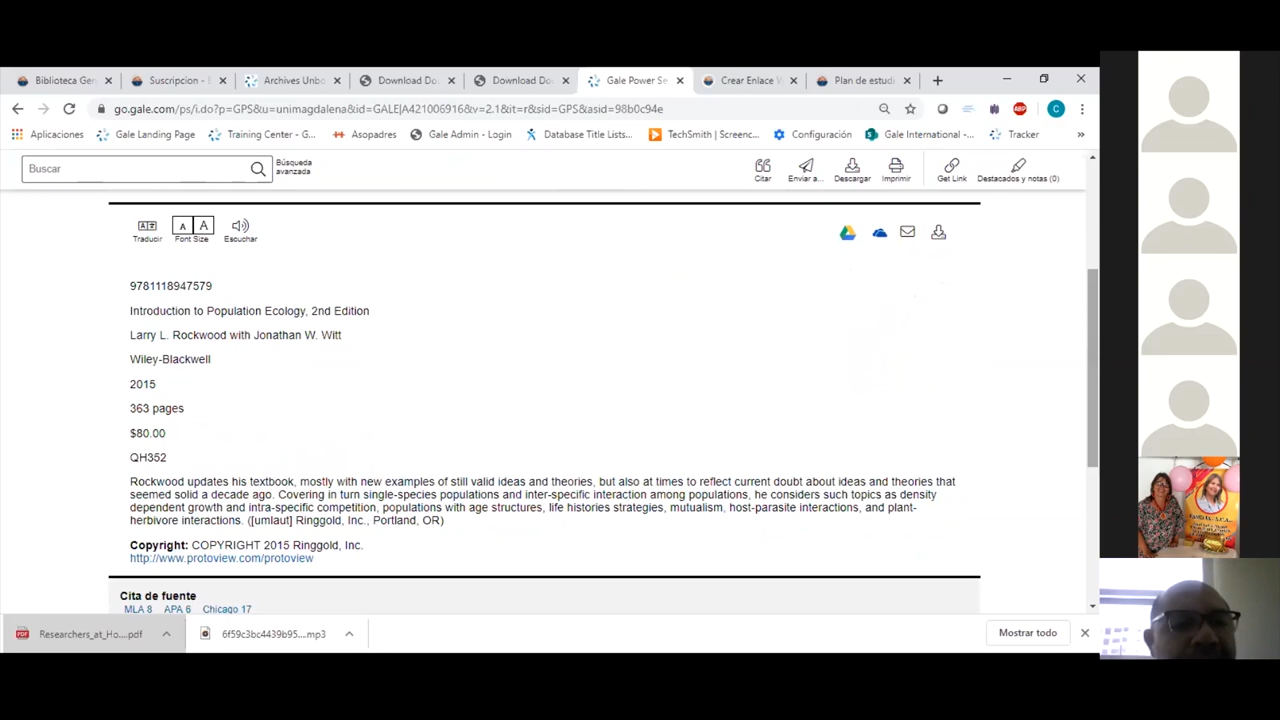 Biblioteca Gen
Suscripcion - E
Archives Unbo
Download Do
Download Do
Gale Power Se
Crear Enlace W
Plan de estudi
go.gale.com/ps/i.do?p=GPS&u=unimagdalena&id=GALE|A421006916&v=2.1&it=r&sid=GPS&asid=98b0c94e
ABP
C
Aplicaciones
Gale Landing Page
Training Center - G...
Asopadres
Gale Admin - Login
Database Title Lists...
TechSmith | Screenc...
Configuración
Gale International -...
Tracker
»
Buscar
Búsqueda
avanzada
Citar
Enviar a...
Descargar
Imprimir
Get Link
Destacados y notas (0)
Traducir
A A
Font Size
Escuchar
9781118947579
Introduction to Population Ecology, 2nd Edition
Larry L. Rockwood with Jonathan W. Witt
Wiley-Blackwell
2015
363 pages
$80.00
QH352
Rockwood updates his textbook, mostly with new examples of still valid ideas and theories, but also at times to reflect current doubt about ideas and theories that
seemed solid a decade ago. Covering in turn single-species populations and inter-specific interaction among populations, he considers such topics as density
dependent growth and intra-specific competition, populations with age structures, life histories strategies, mutualism, host-parasite interactions, and plant-
herbivore interactions. ([umlaut] Ringgold, Inc., Portland, OR)
Copyright: COPYRIGHT 2015 Ringgold, Inc.
http://www.protoview.com/protoview
Cita de fuente
MLA 8 APA 6 Chicago 17
PDF
Researchers_at_Ho....pdf
6f59c3bc4439b95....mp3
Mostrar todo